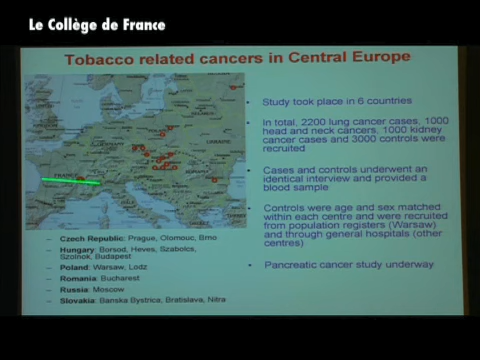 Le Collège de France
Tobacco related cancers in Central Europe
FRANCE
UKRAINE
• Study took place in 6 countries
• In total, 2200 lung cancer cases, 1000
head and neck cancers, 1000 kidney
cancer cases and 3000 controls were
recruited
• Cases and controls underwent an
identical interview and provided a
blood sample
• Controls were age and sex matched
within each centre and were recruited
from population registers (Warsaw)
and through general hospitals (other
centres)
• Pancreatic cancer study underway
– Czech Republic: Prague, Olomouc, Brno
– Hungary: Borsod, Heves, Szabolcs,
Szolnok, Budapest
– Poland: Warsaw, Lodz
– Romania: Bucharest
– Russia: Moscow
– Slovakia: Banska Bystrica, Bratislava, Nitra